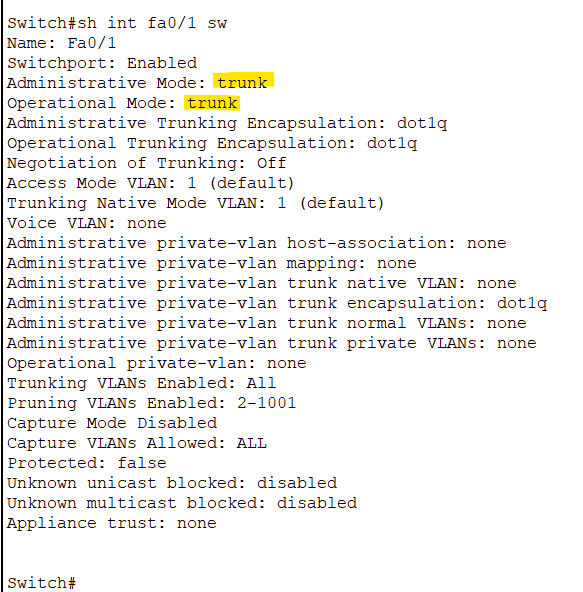 Switch#sh int fa0/1 sw
Name: Fa0/1
Switchport: Enabled
Administrative Mode: trunk
Operational Mode: trunk
Administrative Trunking Encapsulation: dot1q
Operational Trunking Encapsulation: dot1q
Negotiation of Trunking: Off
Access Mode VLAN: 1 (default)
Trunking Native Mode VLAN: 1 (default)
Voice VLAN: none
Administrative private-vlan host-association: none
Administrative private-vlan mapping: none
Administrative private-vlan trunk native VLAN: none
Administrative private-vlan trunk encapsulation: dot1q
Administrative private-vlan trunk normal VLANs: none
Administrative private-vlan trunk private VLANs: none
Operational private-vlan: none
Trunking VLANs Enabled: All
Pruning VLANs Enabled: 2-1001
Capture Mode Disabled
Capture VLANs Allowed: ALL
Protected: false
Unknown unicast blocked: disabled
Unknown multicast blocked: disabled
Appliance trust: none
Switch#